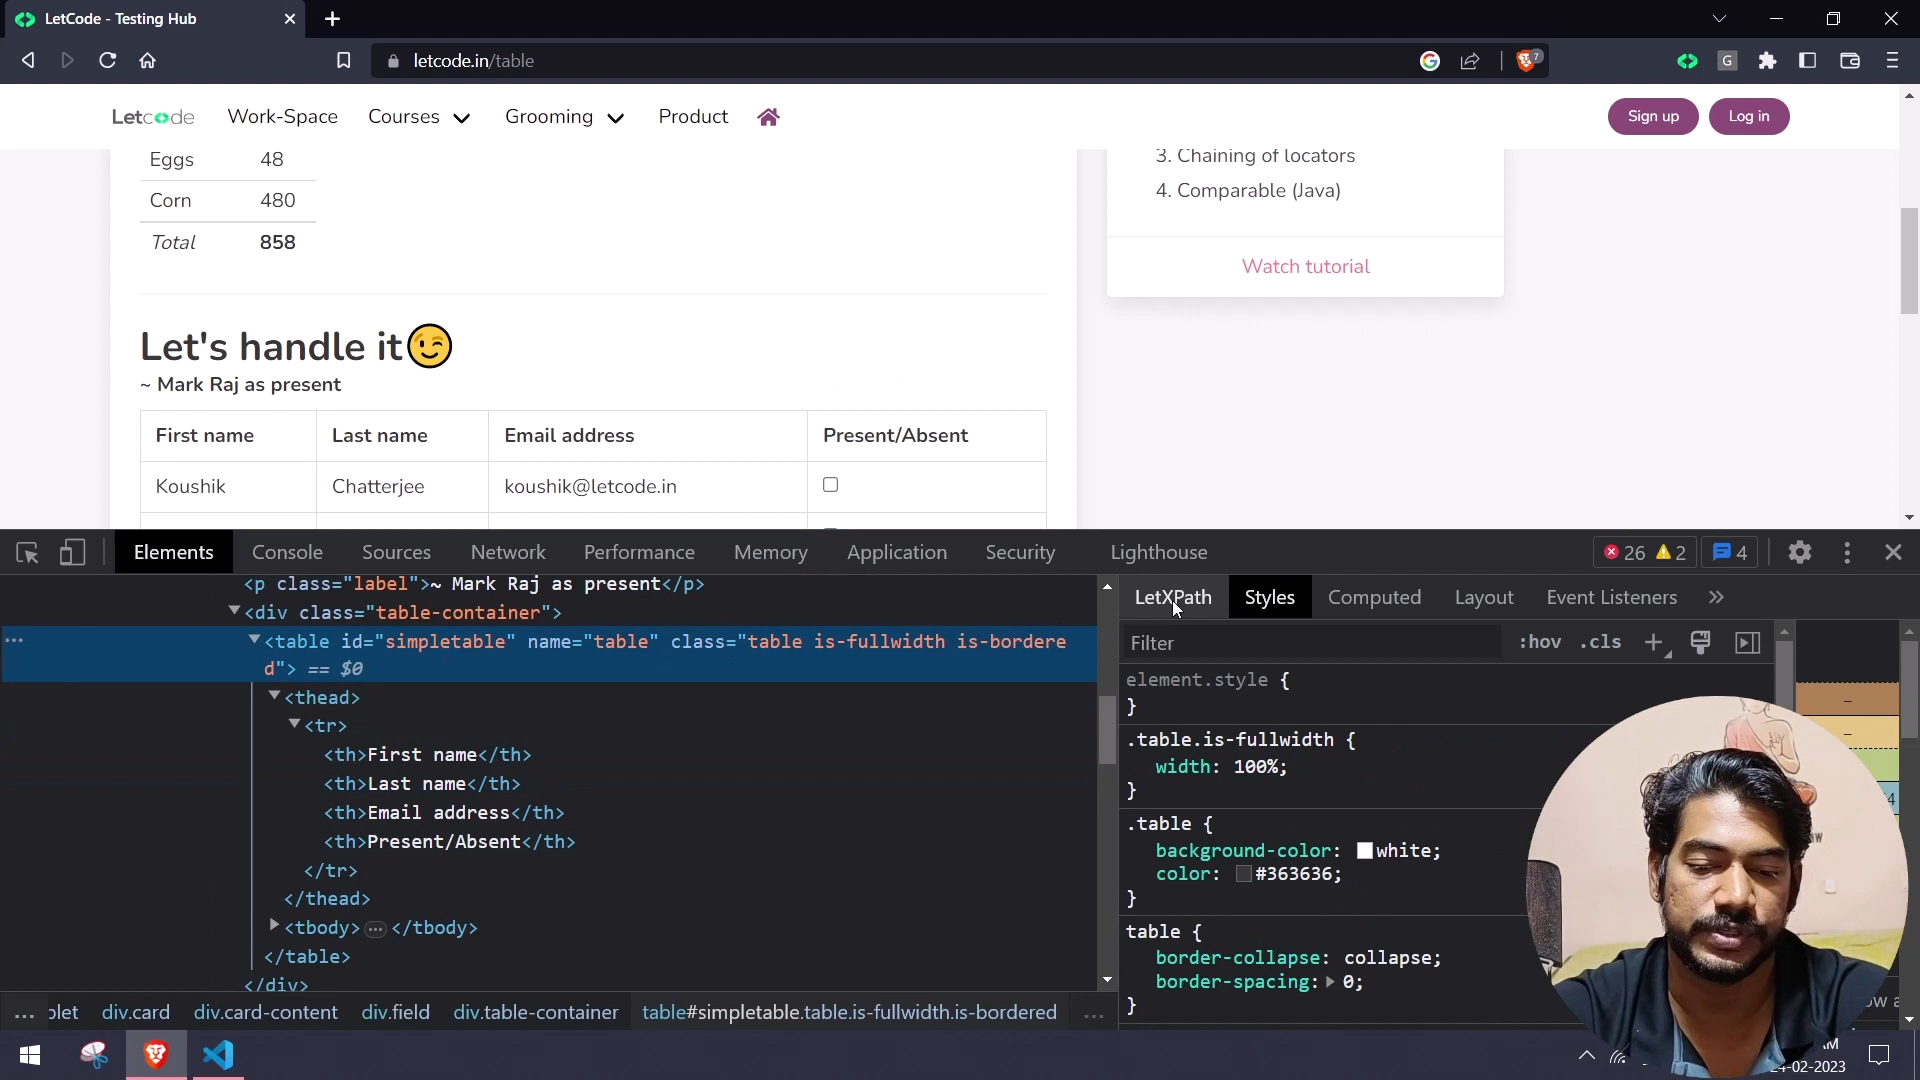 LetCode - Testing Hub
letcode.in/table
G
7
Letcode Work-Space Courses Grooming Product Sign up Log in
Eggs 48
Corn 480
Total 858
3. Chaining of locators
4. Comparable (Java)
Watch tutorial
Let's handle it
~ Mark Raj as present
First name Last name Email address Present/Absent
Koushik Chatterjee koushik@letcode.in
Elements Console Sources Network Performance Memory Application Security Lighthouse 26 2 4
<p class="label">~ Mark Raj as present</p>
<div class="table-container">
<table id="simpletable" name="table" class="table is-fullwidth is-bordere
d"> == $0
<thead>
<tr>
<th>First name</th>
<th>Last name</th>
<th>Email address</th>
<th>Present/Absent</th>
</tr>
</thead>
<tbody>…</tbody>
</table>
</div>
... blet div.card div.card-content div.field div.table-container table#simpletable.table.is-fullwidth.is-bordered ...
LetXPath Styles Computed Layout Event Listeners »
Filter :hov .cls
element.style {
}
.table.is-fullwidth {
width: 100%;
}
.table {
background-color: white;
color: #363636;
}
table {
border-collapse: collapse;
border-spacing: 0;
}
24-02-2023